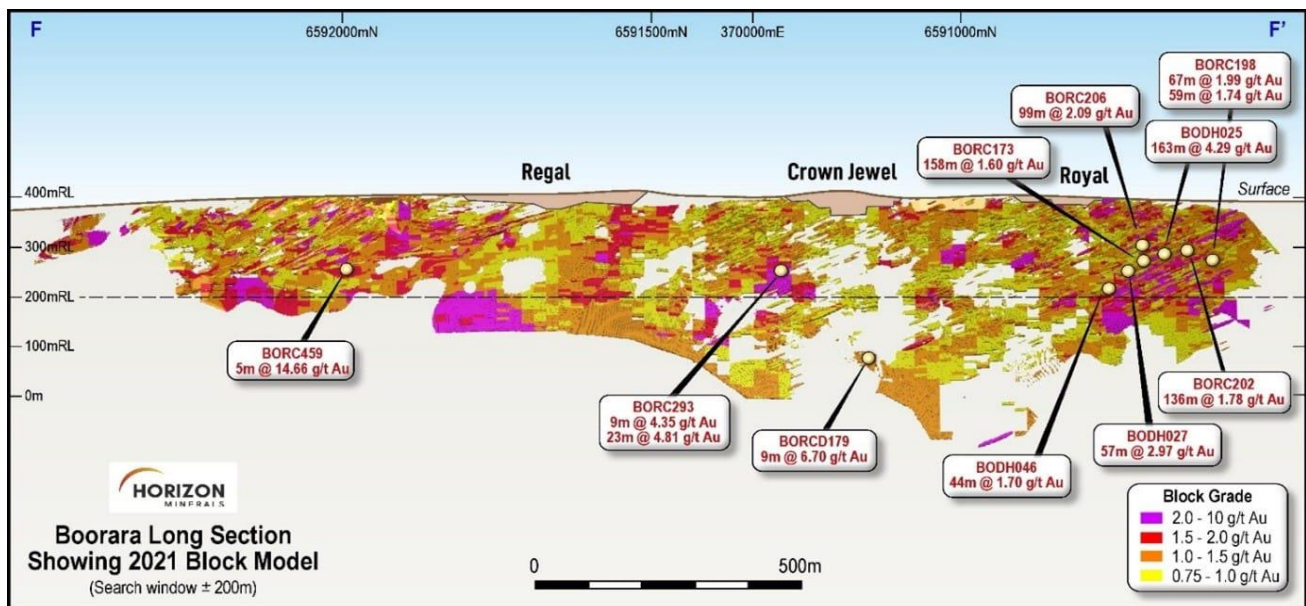 F
6592000mN
6591500mN
370000mE
6591000mN
F'
BORC198
67m @ 1.99 g/t Au
59m @ 1.74 g/t Au
BORC206
99m @ 2.09 g/t Au
BODH025
163m @ 4.29 g/t Au
BORC173
158m @ 1.60 g/t Au
Regal
Crown Jewel
Royal
400mRL
Surface
300mRL
200mRL
100mRL
0m
BORC459
5m @ 14.66 g/t Au
BORC293
9m @ 4.35 g/t Au
23m @ 4.81 g/t Au
BORCD179
9m @ 6.70 g/t Au
BODH046
44m @ 1.70 g/t Au
BODH027
57m @ 2.97 g/t Au
BORC202
136m @ 1.78 g/t Au
HORIZON
MINERALS
Boorara Long Section
Showing 2021 Block Model
(Search window ± 200m)
0
500m
Block Grade
2.0 - 10 g/t Au
1.5 - 2.0 g/t Au
1.0 - 1.5 g/t Au
0.75 - 1.0 g/t Au